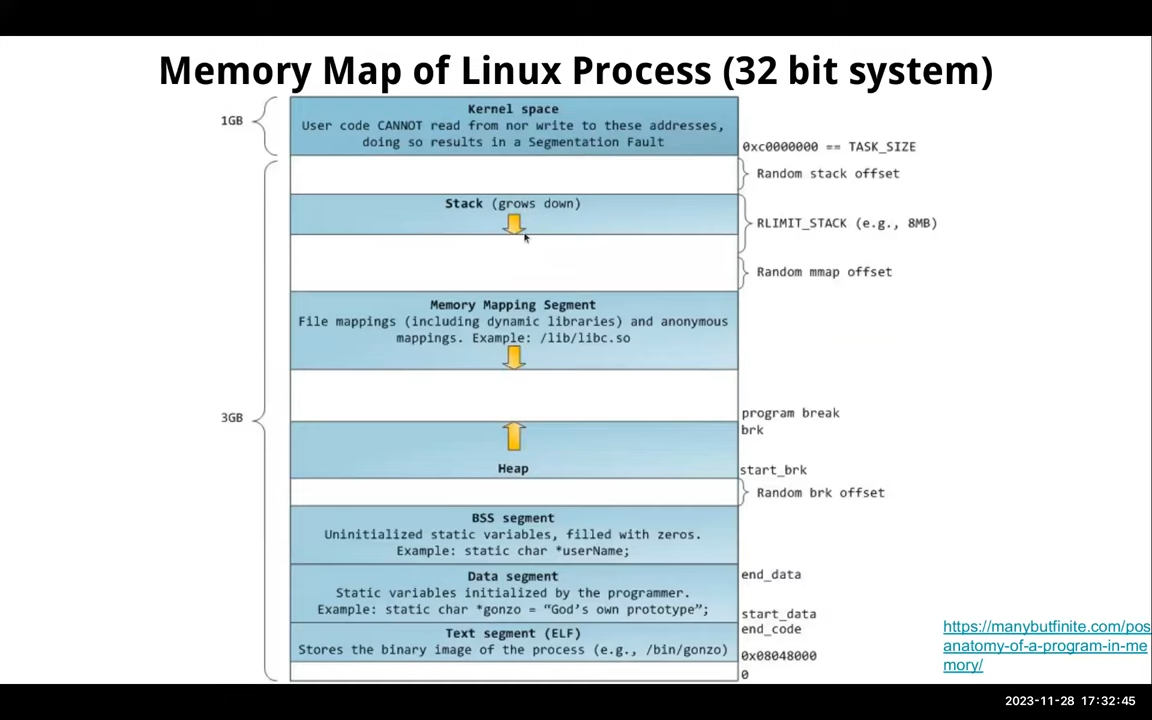 Memory Map of Linux Process (32 bit system)
1GB
Kernel space
User code CANNOT read from nor write to these addresses,
doing so results in a Segmentation Fault
0xc0000000 == TASK_SIZE
Random stack offset
Stack (grows down)
RLIMIT_STACK (e.g., 8MB)
Random mmap offset
Memory Mapping Segment
File mappings (including dynamic libraries) and anonymous
mappings. Example: /lib/libc.so
3GB
program break
brk
Heap
start_brk
Random brk offset
BSS segment
Uninitialized static variables, filled with zeros.
Example: static char *userName;
Data segment
Static variables initialized by the programmer.
Example: static char *gonzo = “God’s own prototype”;
end_data
start_data
Text segment (ELF)
Stores the binary image of the process (e.g., /bin/gonzo)
end_code
0x08048000
0
https://manybutfinite.com/pos
anatomy-of-a-program-in-me
mory/
2023-11-28 17:32:45